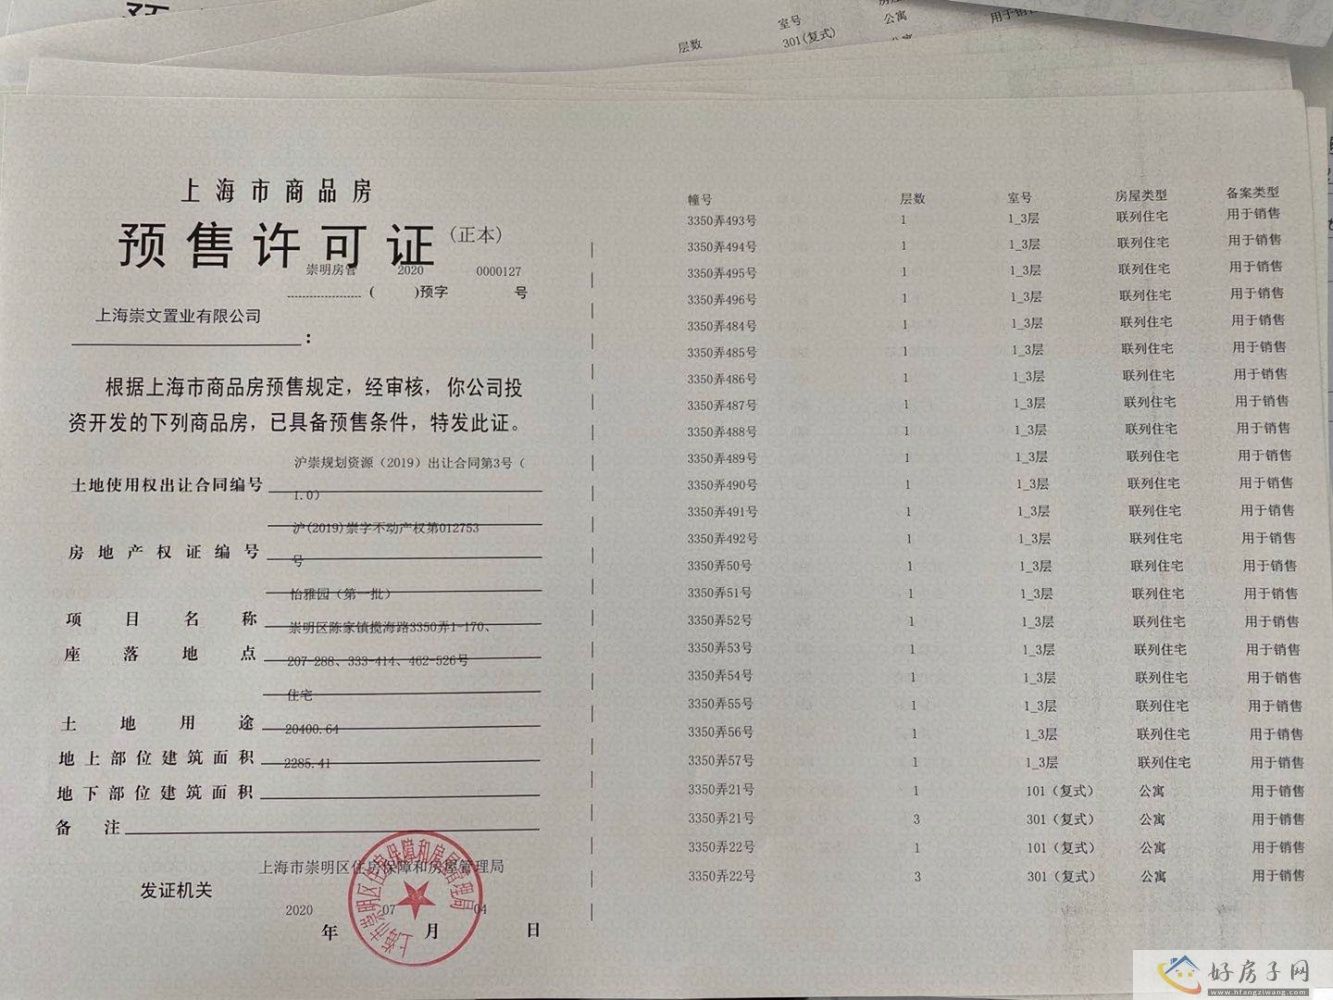 层数
室号
301(复式)
公寓
用于销
上海市商品房
预售许可证(正本)
崇明房管 2020 0000127
( )预字 号
上海崇文置业有限公司
:
根据上海市商品房预售规定，经审核，你公司投
资开发的下列商品房，已具备预售条件，特发此证。
沪崇规划资源（2019）出让合同第3号（
土地使用权出让合同编号
1.0）
沪(2019)崇字不动产权第012753
房地产权证编号
号
怡雅园（第一批）
项目名称
崇明区陈家镇揽海路3350弄1-170、
座落地点
207-288、333-414、462-526号
住宅
土地用途
20400.64
地上部位建筑面积
2285.41
地下部位建筑面积
备注
上海市崇明区住房保障和房屋管理局
发证机关
2020 07 04
年 月 日
上海市崇明区住房保障和房屋管理局
幢号 层数 室号 房屋类型 备案类型
3350弄493号 1 1_3层 联列住宅 用于销售
3350弄494号 1 1_3层 联列住宅 用于销售
3350弄495号 1 1_3层 联列住宅 用于销售
3350弄496号 1 1_3层 联列住宅 用于销售
3350弄484号 1 1_3层 联列住宅 用于销售
3350弄485号 1 1_3层 联列住宅 用于销售
3350弄486号 1 1_3层 联列住宅 用于销售
3350弄487号 1 1_3层 联列住宅 用于销售
3350弄488号 1 1_3层 联列住宅 用于销售
3350弄489号 1 1_3层 联列住宅 用于销售
3350弄490号 1 1_3层 联列住宅 用于销售
3350弄491号 1 1_3层 联列住宅 用于销售
3350弄492号 1 1_3层 联列住宅 用于销售
3350弄50号 1 1_3层 联列住宅 用于销售
3350弄51号 1 1_3层 联列住宅 用于销售
3350弄52号 1 1_3层 联列住宅 用于销售
3350弄53号 1 1_3层 联列住宅 用于销售
3350弄54号 1 1_3层 联列住宅 用于销售
3350弄55号 1 1_3层 联列住宅 用于销售
3350弄56号 1 1_3层 联列住宅 用于销售
3350弄57号 1 1_3层 联列住宅 用于销售
3350弄21号 1 101（复式） 公寓 用于销售
3350弄21号 3 301（复式） 公寓 用于销售
3350弄22号 1 101（复式） 公寓 用于销售
3350弄22号 3 301（复式） 公寓 用于销售
好房子网
www.hfangziwang.com